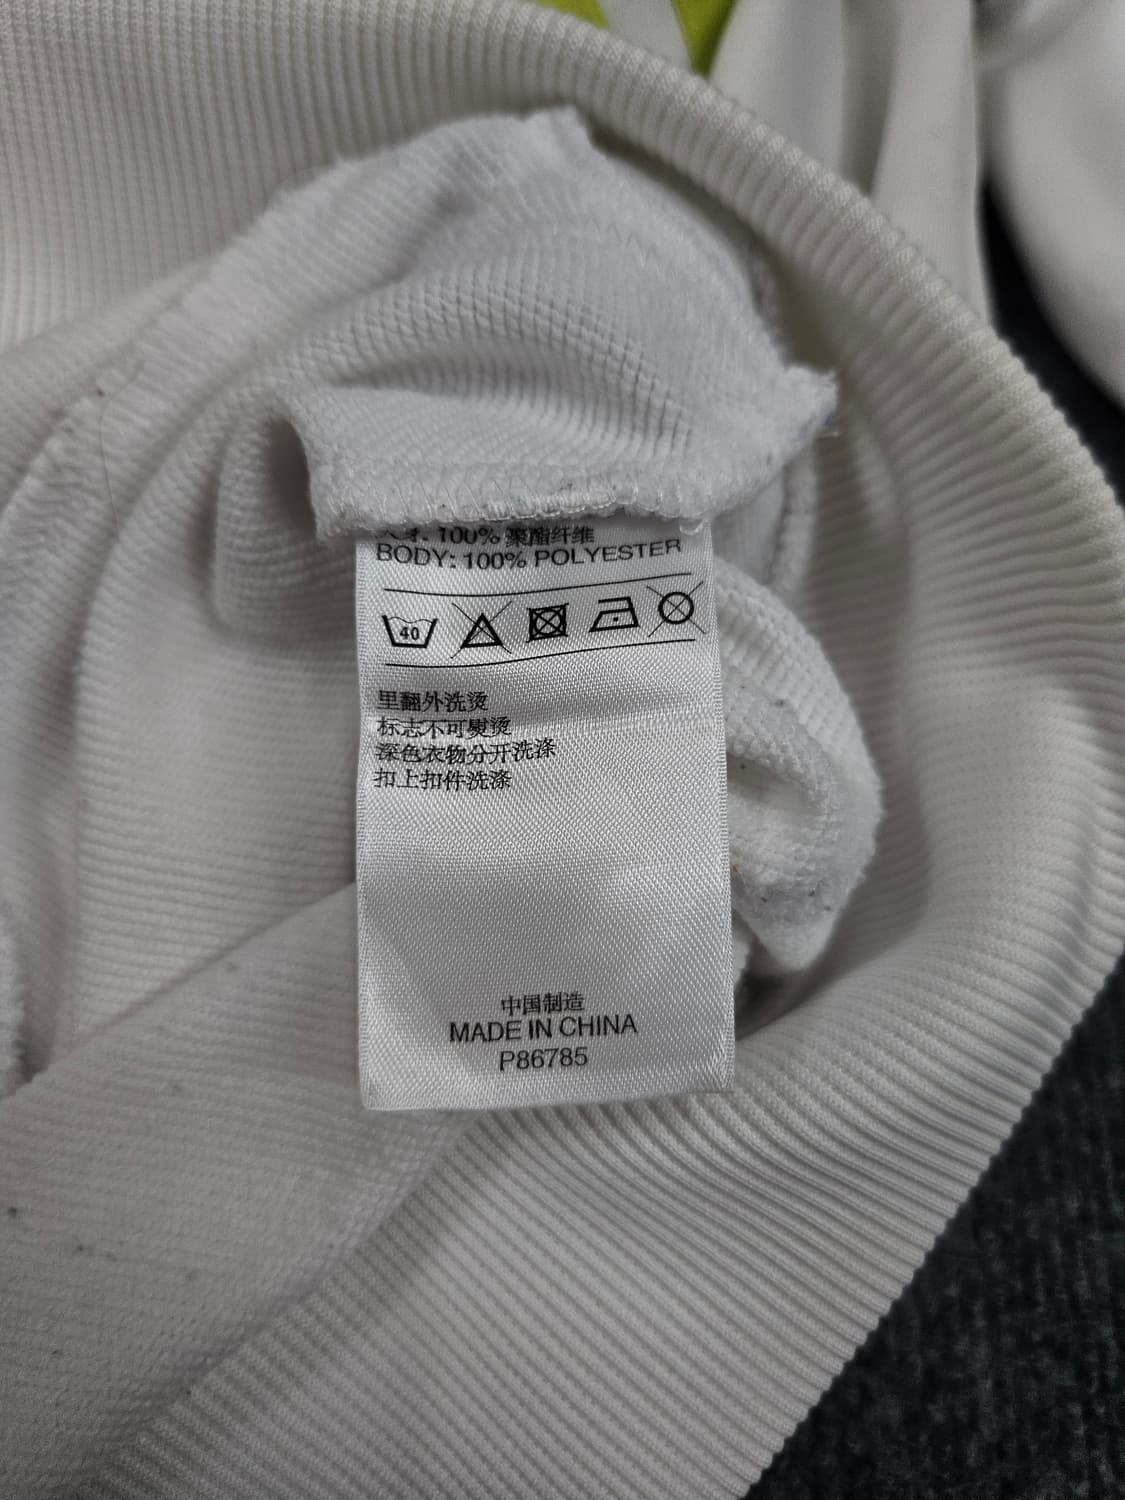 大身: 100% 聚酯纤维
BODY: 100% POLYESTER
40
里翻外洗烫
标志不可熨烫
深色衣物分开洗涤
扣上扣件洗涤
中国制造
MADE IN CHINA
P86785